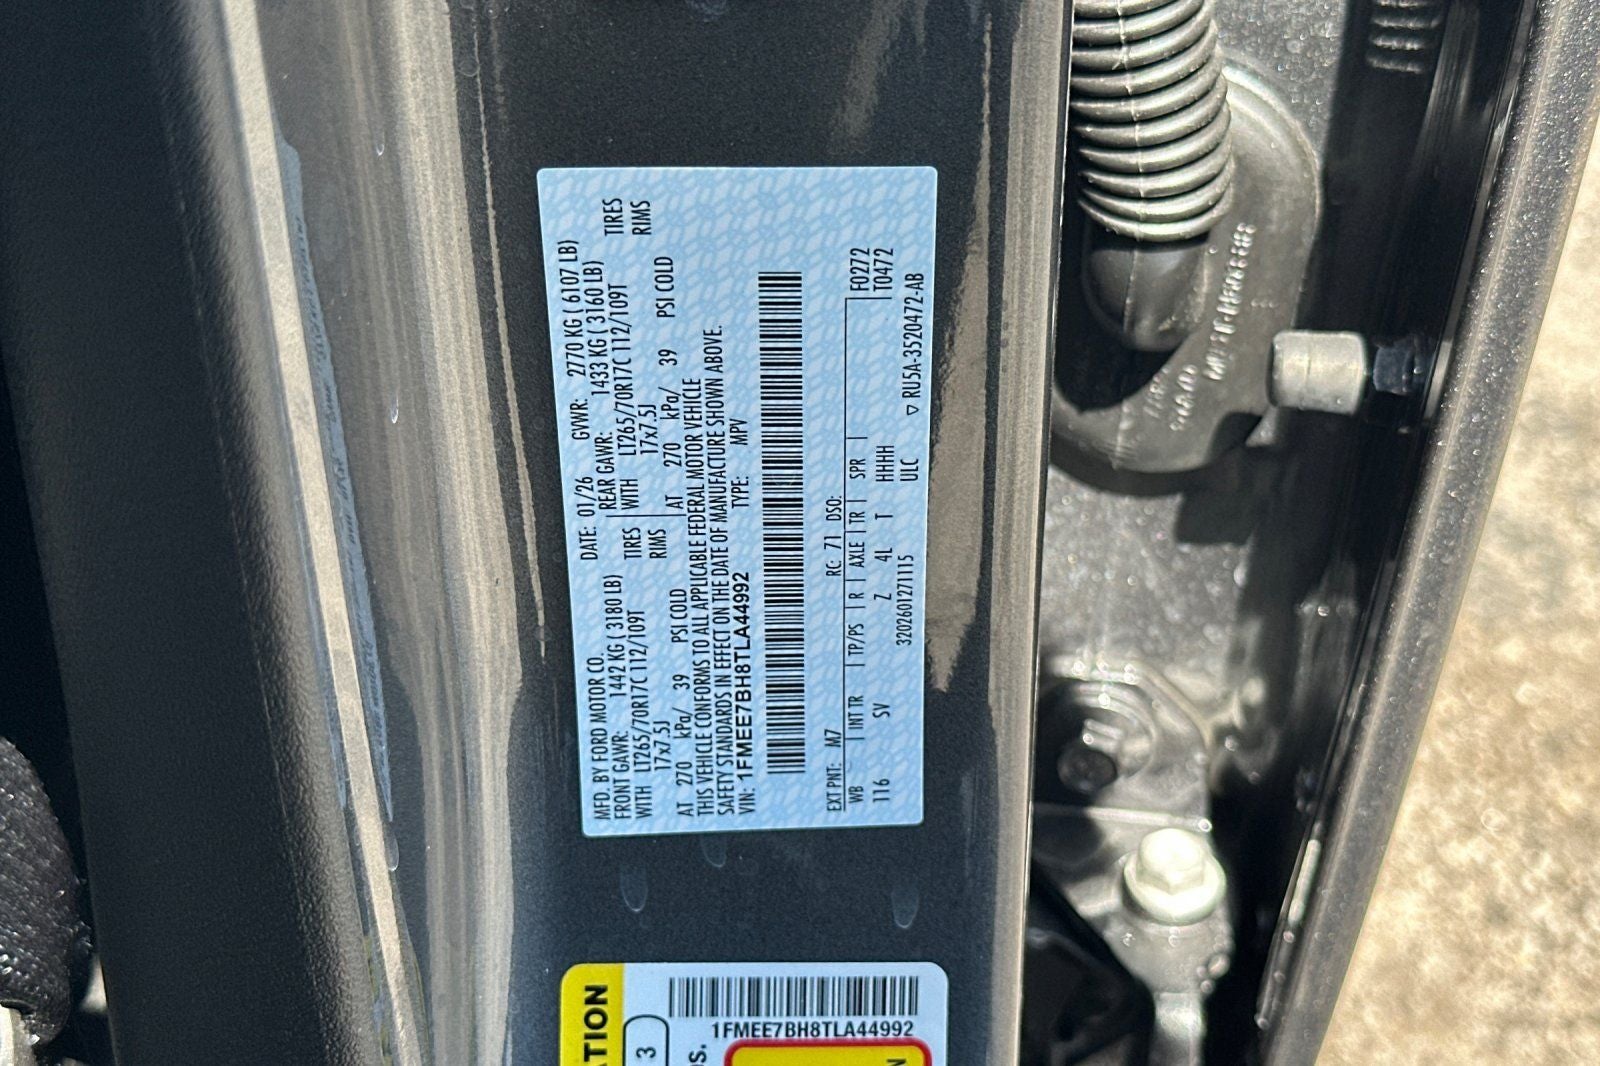 MFD. BY FORD MOTOR CO.
DATE: 01/26 GVWR: 2770 KG ( 6107 LB)
FRONT GAWR: 1442 KG ( 3180 LB)
REAR GAWR: 1433 KG ( 3160 LB)
WITH LT265/70R17C 112/109T TIRES
WITH LT265/70R17C 112/109T TIRES
17x7.5J RIMS
17x7.5J RIMS
AT 270 kPa/ 39 PSI COLD
AT 270 kPa/ 39 PSI COLD
THIS VEHICLE CONFORMS TO ALL APPLICABLE FEDERAL MOTOR VEHICLE
SAFETY STANDARDS IN EFFECT ON THE DATE OF MANUFACTURE SHOWN ABOVE.
VIN: 1FMEE7BH8TLA44992 TYPE: MPV
EXT PNT: M7 RC: 71 DSO:
WB INT TR TP/PS R AXLE TR SPR F0272
116 SV Z 4L T HHHH T0472
ULC
3202601271115 RU5A-3520472-AB
ATION
3
1FMEE7BH8TLA44992